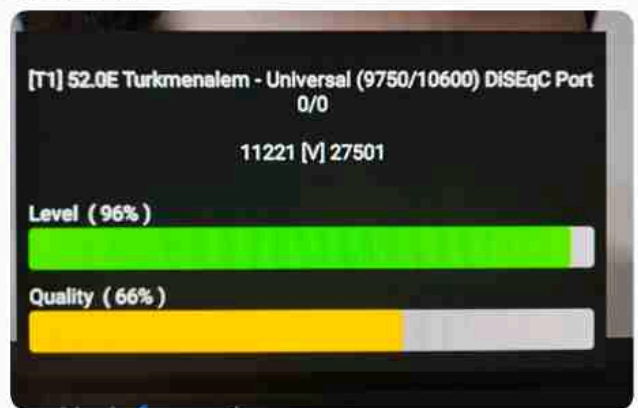 [T1] 52.0E Turkmenalem - Universal (9750/10600) DiSEqC Port
0/0
11221 [V] 27501
Level ( 96% )
Quality ( 66% )